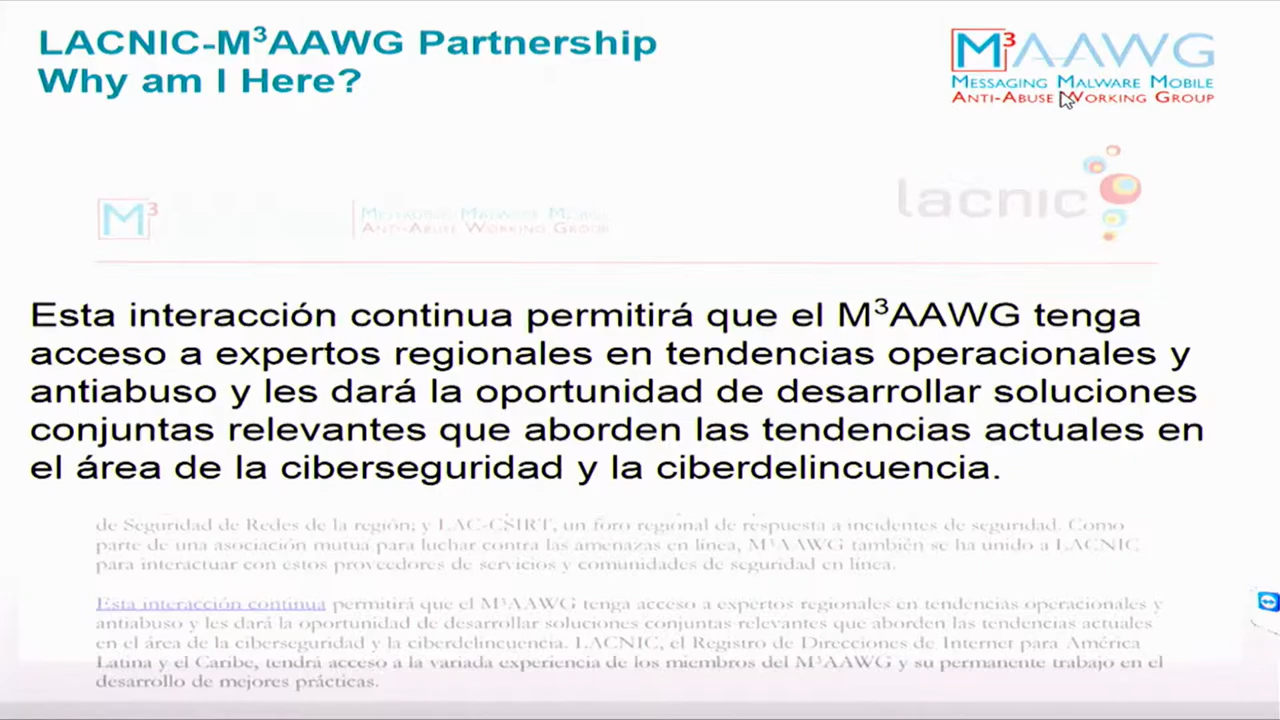 LACNIC-M³AAWG Partnership
Why am I Here?
M³AAWG
MESSAGING MALWARE MOBILE
ANTI-ABUSE WORKING GROUP
lacnic
M³
MESSAGING MALWARE MOBILE
ANTI-ABUSE WORKING GROUP
Esta interacción continua permitirá que el M³AAWG tenga
acceso a expertos regionales en tendencias operacionales y
antiabuso y les dará la oportunidad de desarrollar soluciones
conjuntas relevantes que aborden las tendencias actuales en
el área de la ciberseguridad y la ciberdelincuencia.
de Seguridad de Redes de la región; y LAC-CSIRT, un foro regional de respuesta a incidentes de seguridad. Como
parte de una asociación mutua para luchar contra las amenazas en línea, M³AAWG también se ha unido a LACNIC
para interactuar con estos proveedores de servicios y comunidades de seguridad en línea.
Esta interacción continua permitirá que el M³AAWG tenga acceso a expertos regionales en tendencias operacionales y
antiabuso y les dará la oportunidad de desarrollar soluciones conjuntas relevantes que aborden las tendencias actuales
en el área de la ciberseguridad y la ciberdelincuencia. LACNIC, el Registro de Direcciones de Internet para América
Latina y el Caribe, tendrá acceso a la variada experiencia de los miembros del M³AAWG y su permanente trabajo en el
desarrollo de mejores prácticas.